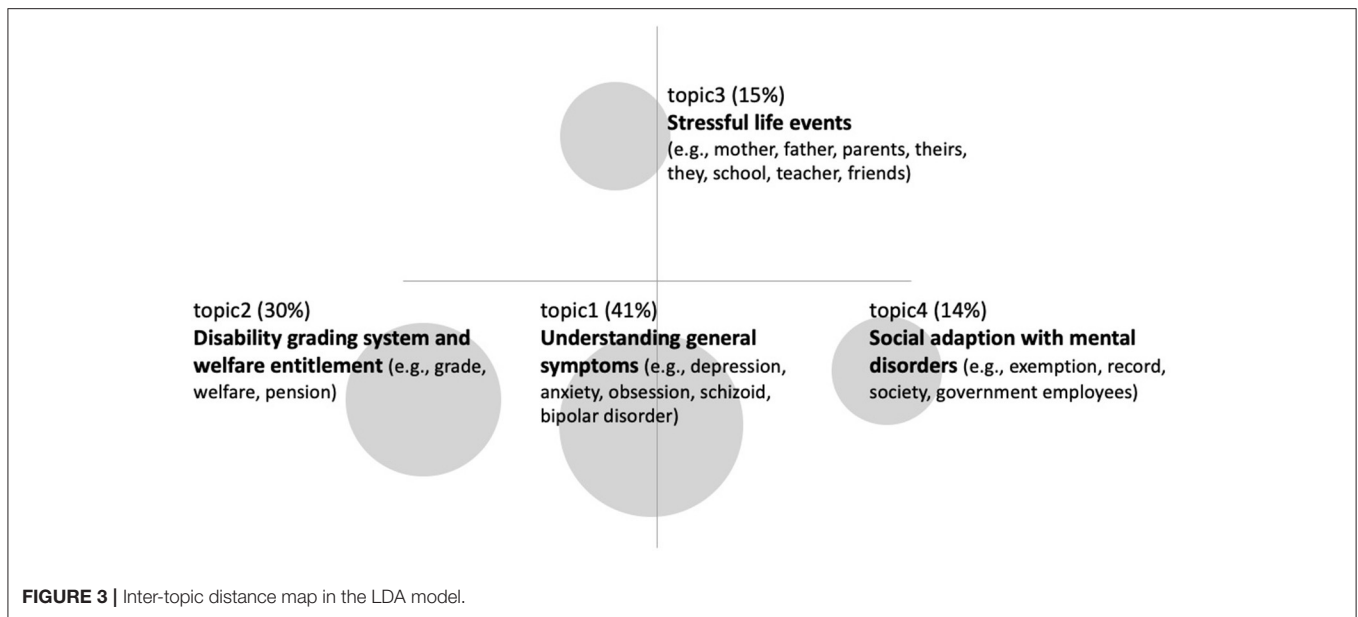 topic3 (15%)
Stressful life events
(e.g., mother, father, parents, theirs,
they, school, teacher, friends)
topic2 (30%)
Disability grading system and
welfare entitlement (e.g., grade,
welfare, pension)
topic1 (41%)
Understanding general
symptoms (e.g., depression,
anxiety, obsession, schizoid,
bipolar disorder)
topic4 (14%)
Social adaption with mental
disorders (e.g., exemption, record,
society, government employees)
FIGURE 3 | Inter-topic distance map in the LDA model.